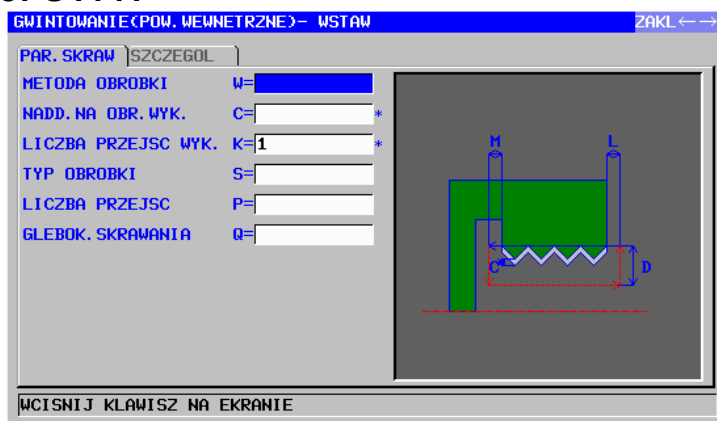 GWINTOWANIE(POW.WEWNETRZNE)- WSTAW ZAKL←→
PAR.SKRAW SZCZEGOL
METODA OBROBKI W=
NADD.NA OBR.WYK. C= *
LICZBA PRZEJSC WYK. K=1 *
TYP OBROBKI S=
LICZBA PRZEJSC P=
GLEBOK.SKRAWANIA Q=
M L
C D
WCISNIJ KLAWISZ NA EKRANIE